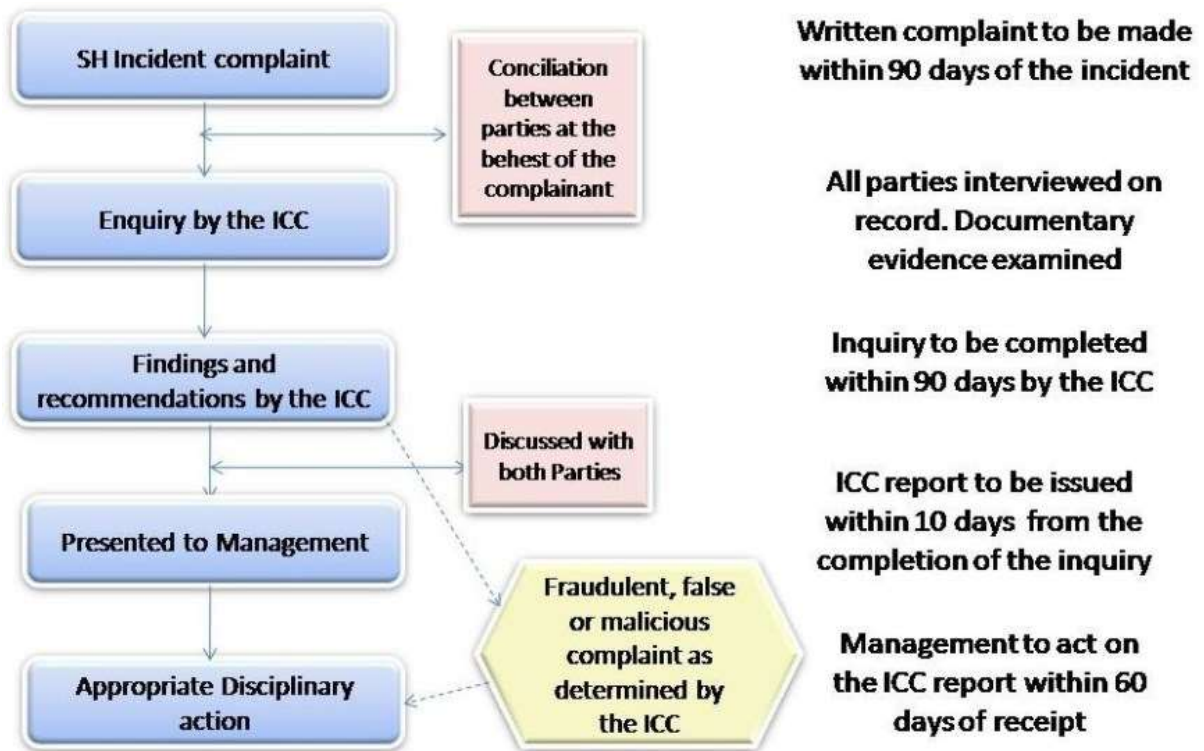 SH Incident complaint
Conciliation
between
parties at the
behest of the
complainant
Written complaint to be made
within 90 days of the incident
Enquiry by the ICC
All parties interviewed on
record. Documentary
evidence examined
Findings and
recommendations by the ICC
Inquiry to be completed
within 90 days by the ICC
Discussed with
both Parties
Presented to Management
ICC report to be issued
within 10 days from the
completion of the inquiry
Fraudulent, false
or malicious
complaint as
determined by
the ICC
Appropriate Disciplinary
action
Management to act on
the ICC report within 60
days of receipt